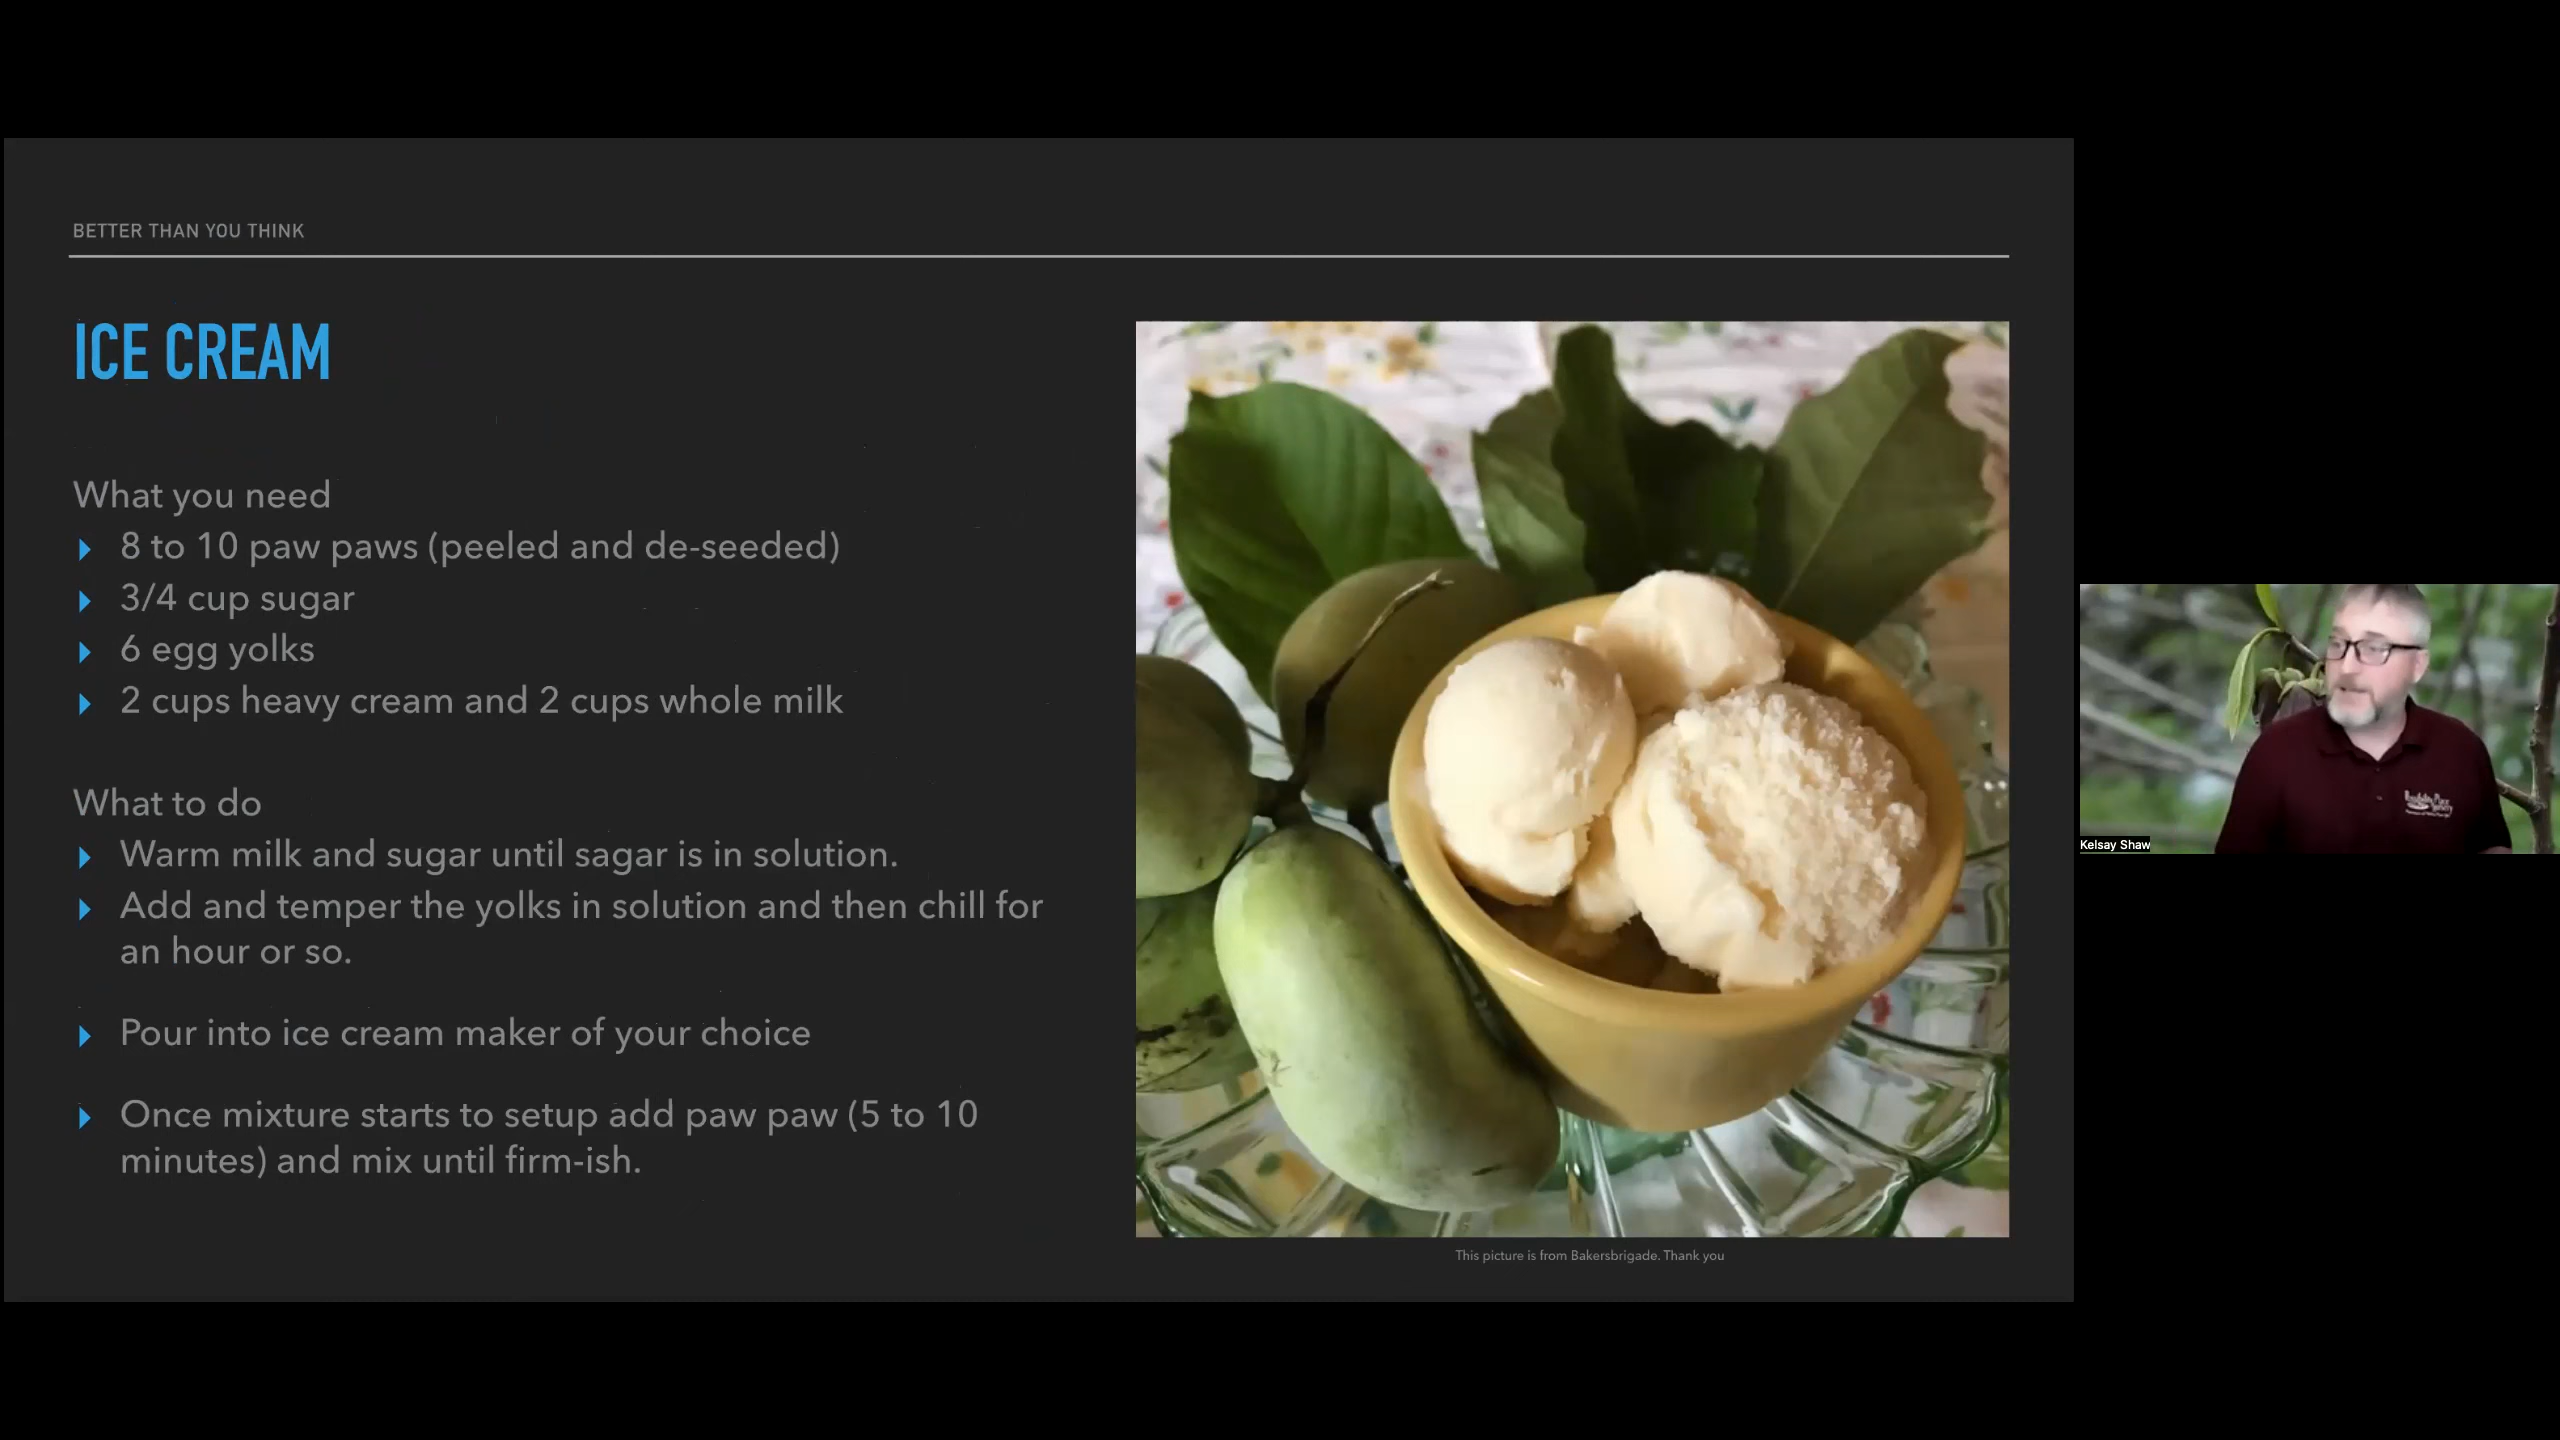 BETTER THAN YOU THINK
ICE CREAM
What you need
8 to 10 paw paws (peeled and de-seeded)
3/4 cup sugar
6 egg yolks
2 cups heavy cream and 2 cups whole milk
What to do
Warm milk and sugar until sagar is in solution.
Add and temper the yolks in solution and then chill for
an hour or so.
Pour into ice cream maker of your choice
Once mixture starts to setup add paw paw (5 to 10
minutes) and mix until firm-ish.
This picture is from Bakersbrigade. Thank you
Kelsay Shaw